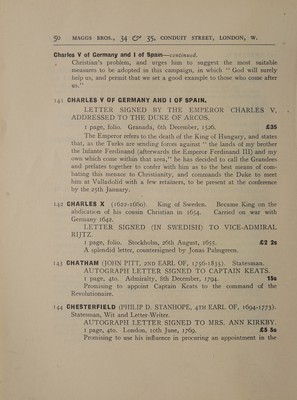 50 MAGGS BROS., 34 & 35, CONDUIT STREET, LONDON, W.
Charles V of Germany and I of Spain—continued.
Christian's problem, and urges him to suggest the most suitable
measures to be adopted in this campaign, in which " God will surely
help us, and permit that we set a good example to those who come after
us."
141 CHARLES V OF GERMANY AND I OF SPAIN.
LETTER SIGNED BY THE EMPEROR CHARLES V,
ADDRESSED TO THE DUKE OF ARCOS.
1 page, folio. Granada, 6th December, 1526. £35
The Emperor refers to the death of the King of Hungary, and states
that, as the Turks are sending forces against " the lands of my brother
the Infante Ferdinand (afterwards the Emperor Ferdinand III) and my
own which come within that area," he has decided to call the Grandees
and prelates together to confer with him as to the best means of com-
bating this menace to Christianity, and commands the Duke to meet
him at Valladolid with a few retainers, to be present at the conference
by the 25th January.
142 CHARLES X (1622-1660). King of Sweden. Became King on the
abdication of his cousin Christian in 1654. Carried on war with
Germany 1642.
LETTER SIGNED (IN SWEDISH) TO VICE-ADMIRAL
RIJTZ.
1 page, folio. Stockholm, 26th August, 1655. £2 2s
A splendid letter, countersigned by Jonas Palmgreen.
143 CHATHAM (JOHN PITT, 2ND EARL OF, 1756-1835). Statesman.
AUTOGRAPH LETTER SIGNED TO CAPTAIN KEATS.
1 page, 4to. Admiralty, 8th December, 1794. 15s
Promising to appoint Captain Keats to the command of the
Revolutionaire.
144 CHESTERFIELD (PHILIP D. STANHOPE, 4TH EARL OF, 1694-1773).
Statesman, Wit and Letter-Writer.
AUTOGRAPH LETTER SIGNED TO MRS. ANN KIRKBY.
1 page, 4to. London, 10th June, 1769. £5 5s
Promising to use his influence in procuring an appointment in the